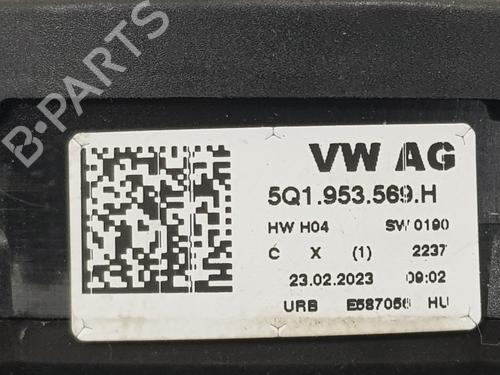 VW AG
5Q1.953.569.H
HW H04 SW 0190
C X (1) 2237
23.02.2023 09:02
URB E587056 HU
B-PARTS